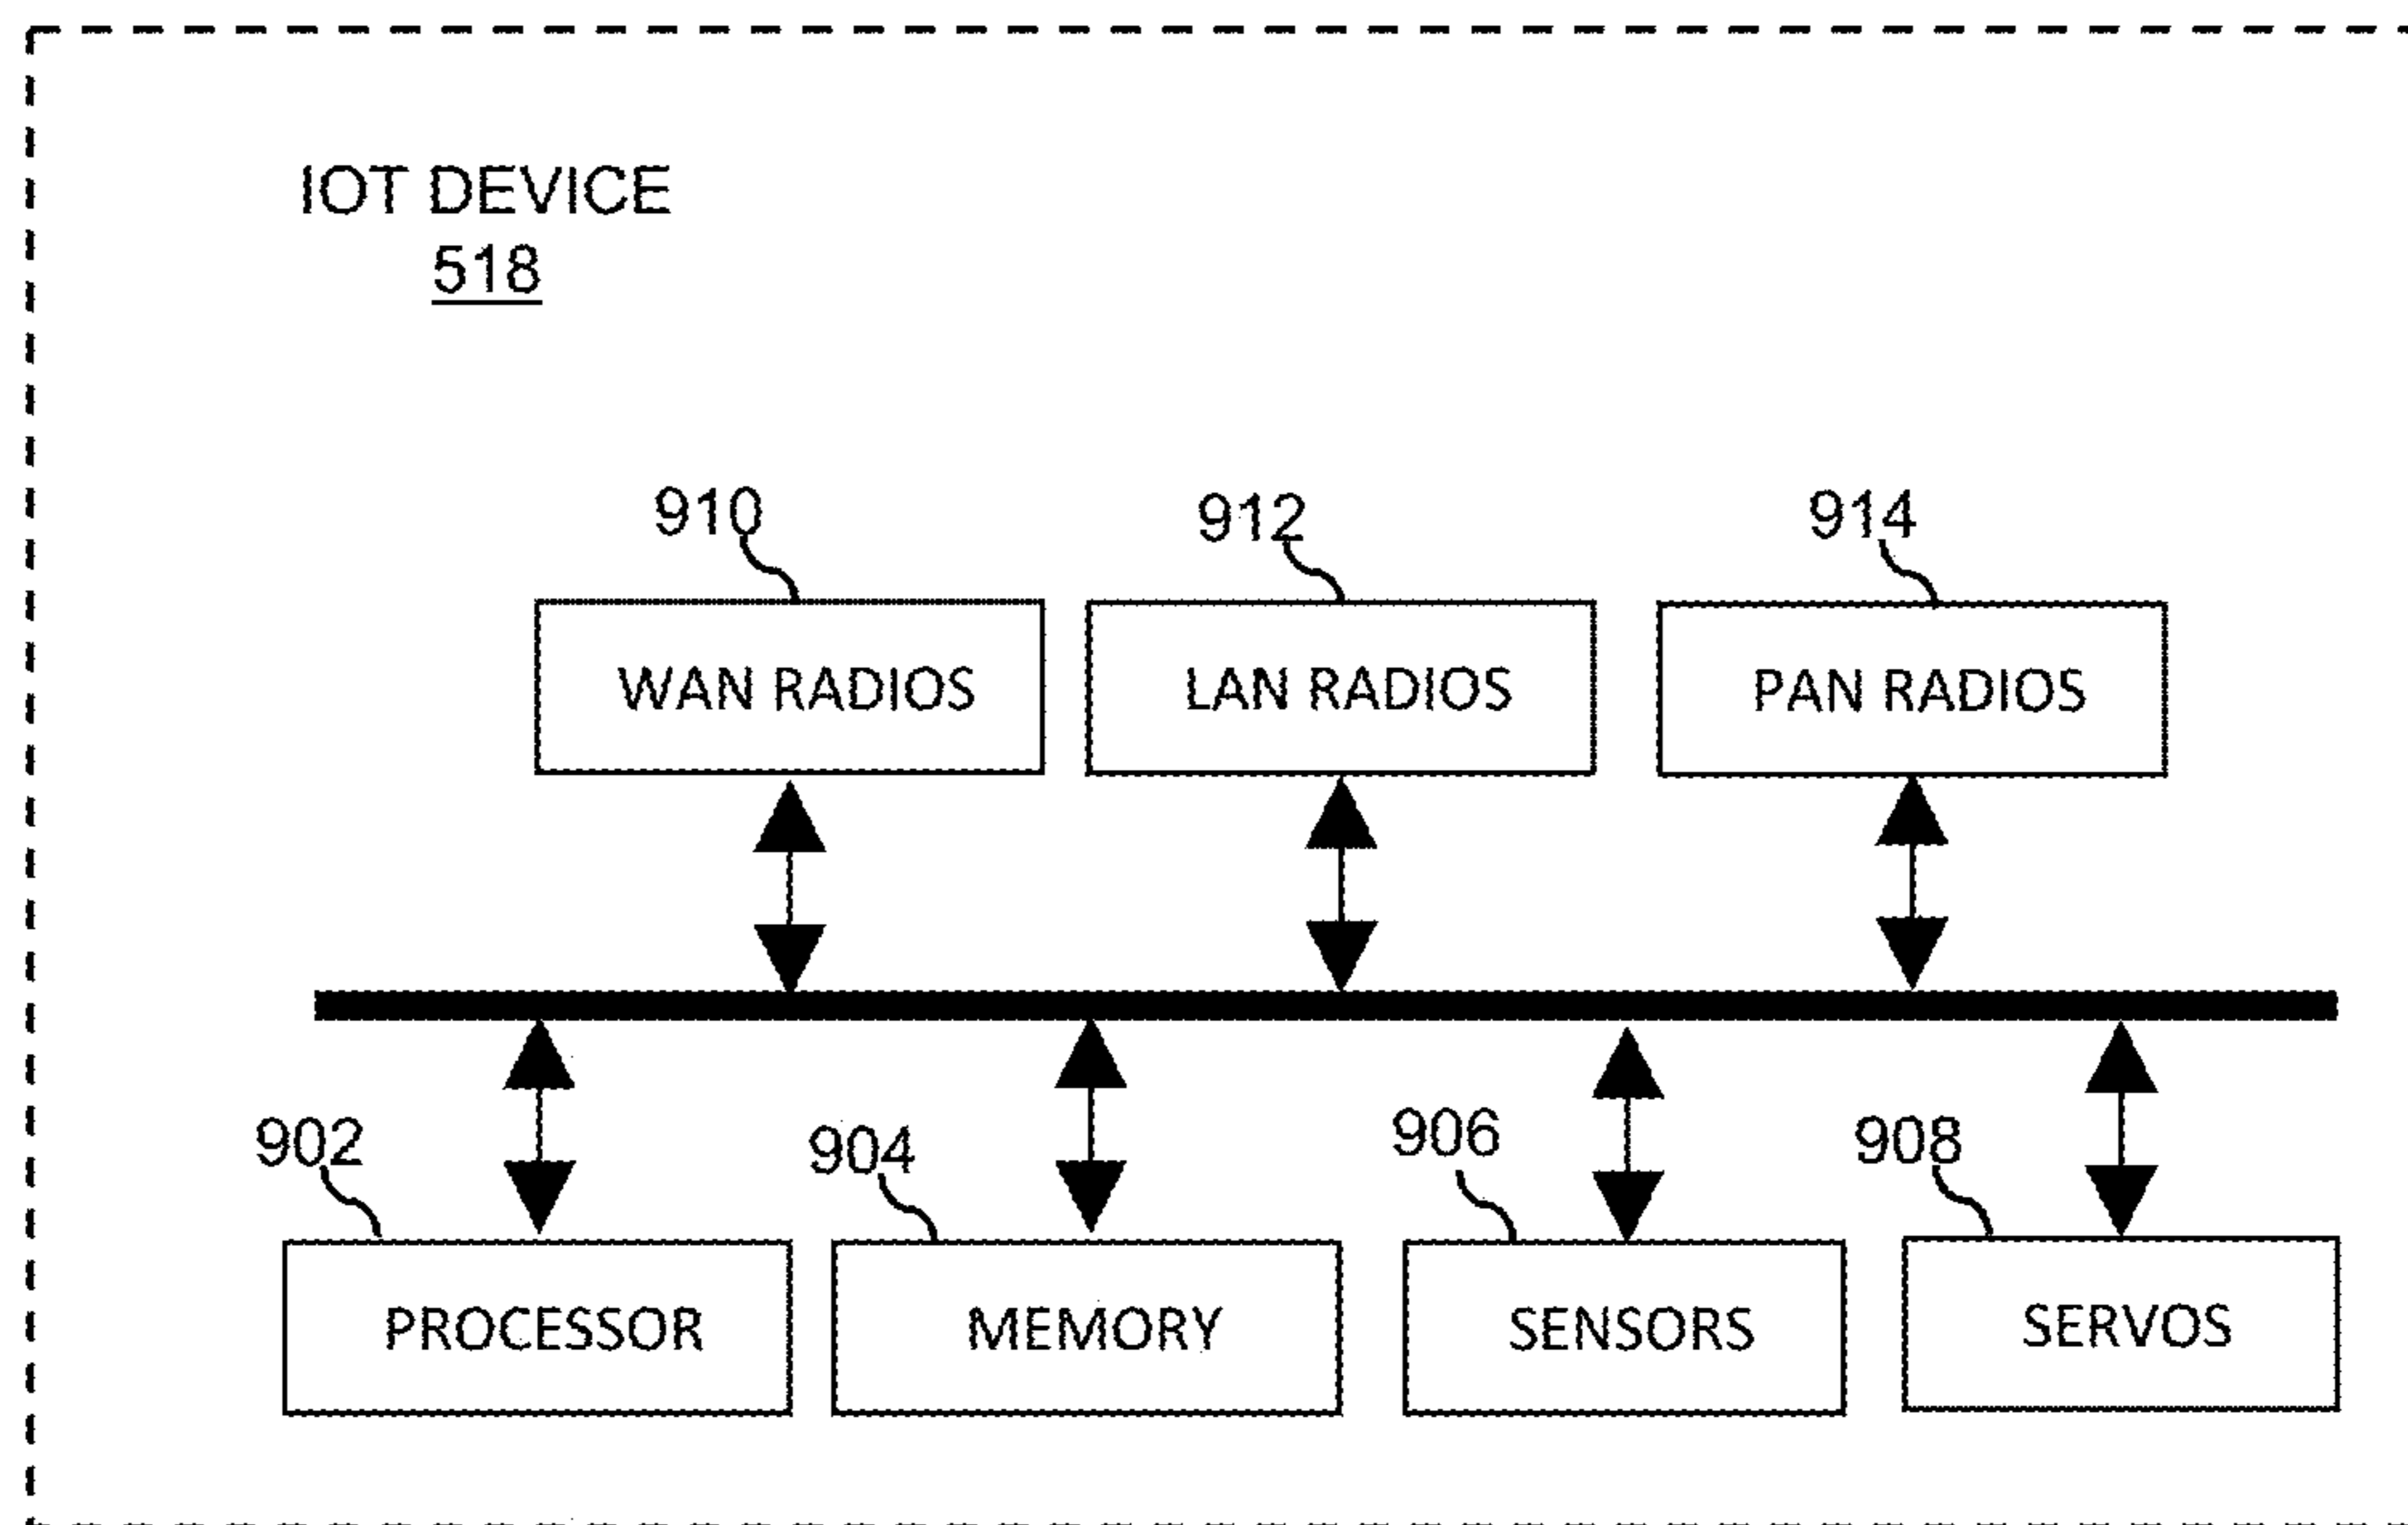 IOT DEVICE
518
910
912
914
WAN RADIOS
LAN RADIOS
PAN RADIOS
902
904
906
908
PROCESSOR
MEMORY
SENSORS
SERVOS